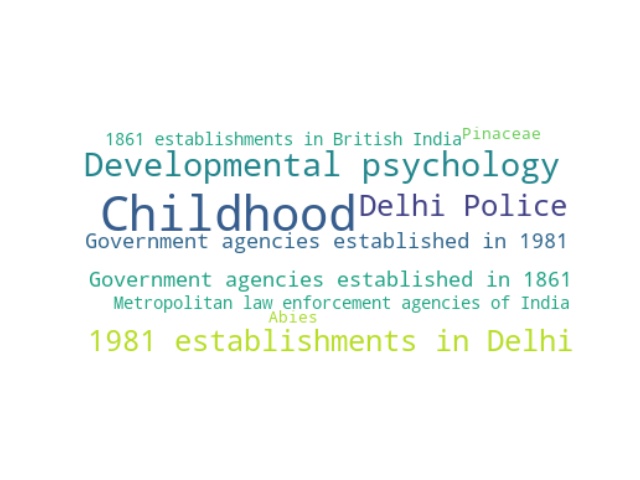 1861 establishments in British India Pinaceae
Developmental psychology
Childhood Delhi Police
Government agencies established in 1981
Government agencies established in 1861
Metropolitan law enforcement agencies of India
Abies
1981 establishments in Delhi